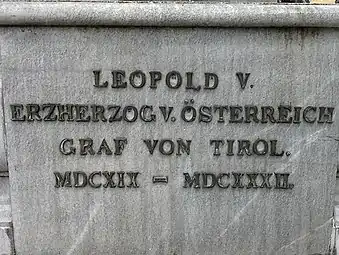 LEOPOLD V.
ERZHERZOG V. ÖSTERREICH
GRAF VON TIROL.
MDCXIX – MDCXXXII.